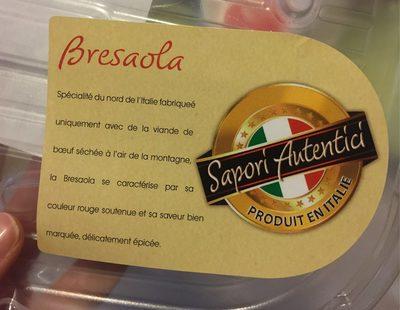 Bresaola
Spécialité du nord de l'Italie fabriqueé
uniquement avec de la viande de
bœuf séchée à l'air de la montagne,
la Bresaola se caractérise par sa
couleur rouge soutenue et sa saveur bien
marquée, délicatement épicée.
Sapori Autentici
PRODUIT EN ITALIE